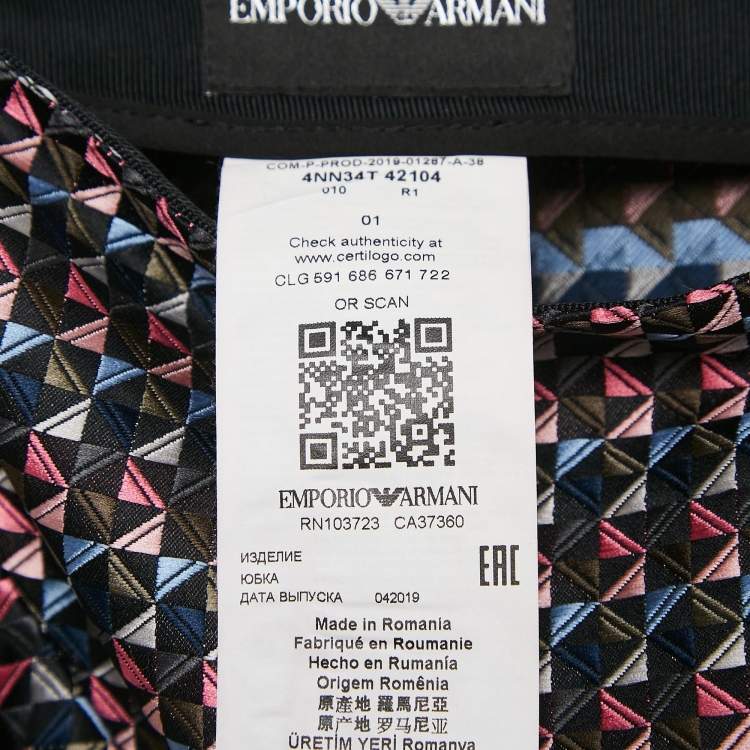 EMPORIO ARMANI
COM-P-PROD-2019-01287-A-38
4NN34T 42104
010 R1
01
Check authenticity at
www.certilogo.com
CLG 591 686 671 722
OR SCAN
EMPORIO ARMANI
RN103723 CA37360
ИЗДЕЛИЕ
ЮБКА
ДАТА ВЫПУСКА 042019
EAC
Made in Romania
Fabriqué en Roumanie
Hecho en Rumanía
Origem Romênia
原產地 羅馬尼亞
原产地 罗马尼亚
ÜRETİM YERİ Romanya